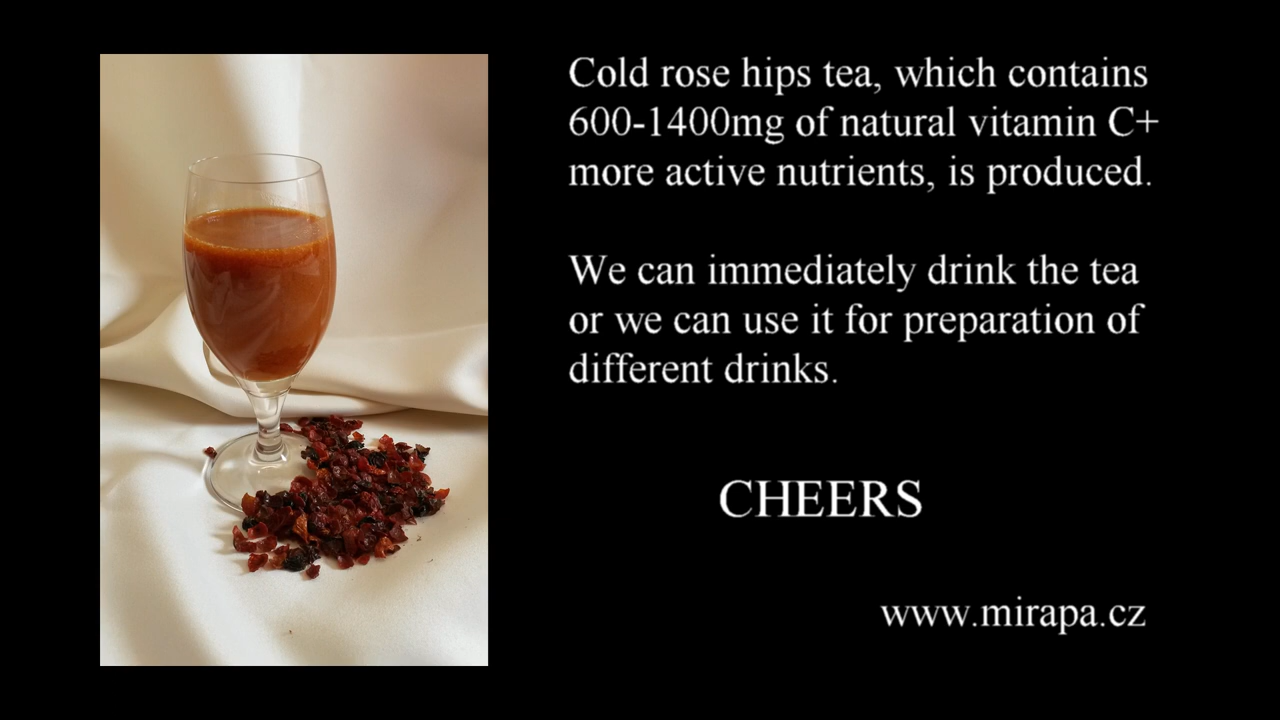 Cold rose hips tea, which contains
600-1400mg of natural vitamin C+
more active nutrients, is produced.
We can immediately drink the tea
or we can use it for preparation of
different drinks.
CHEERS
www.mirapa.cz